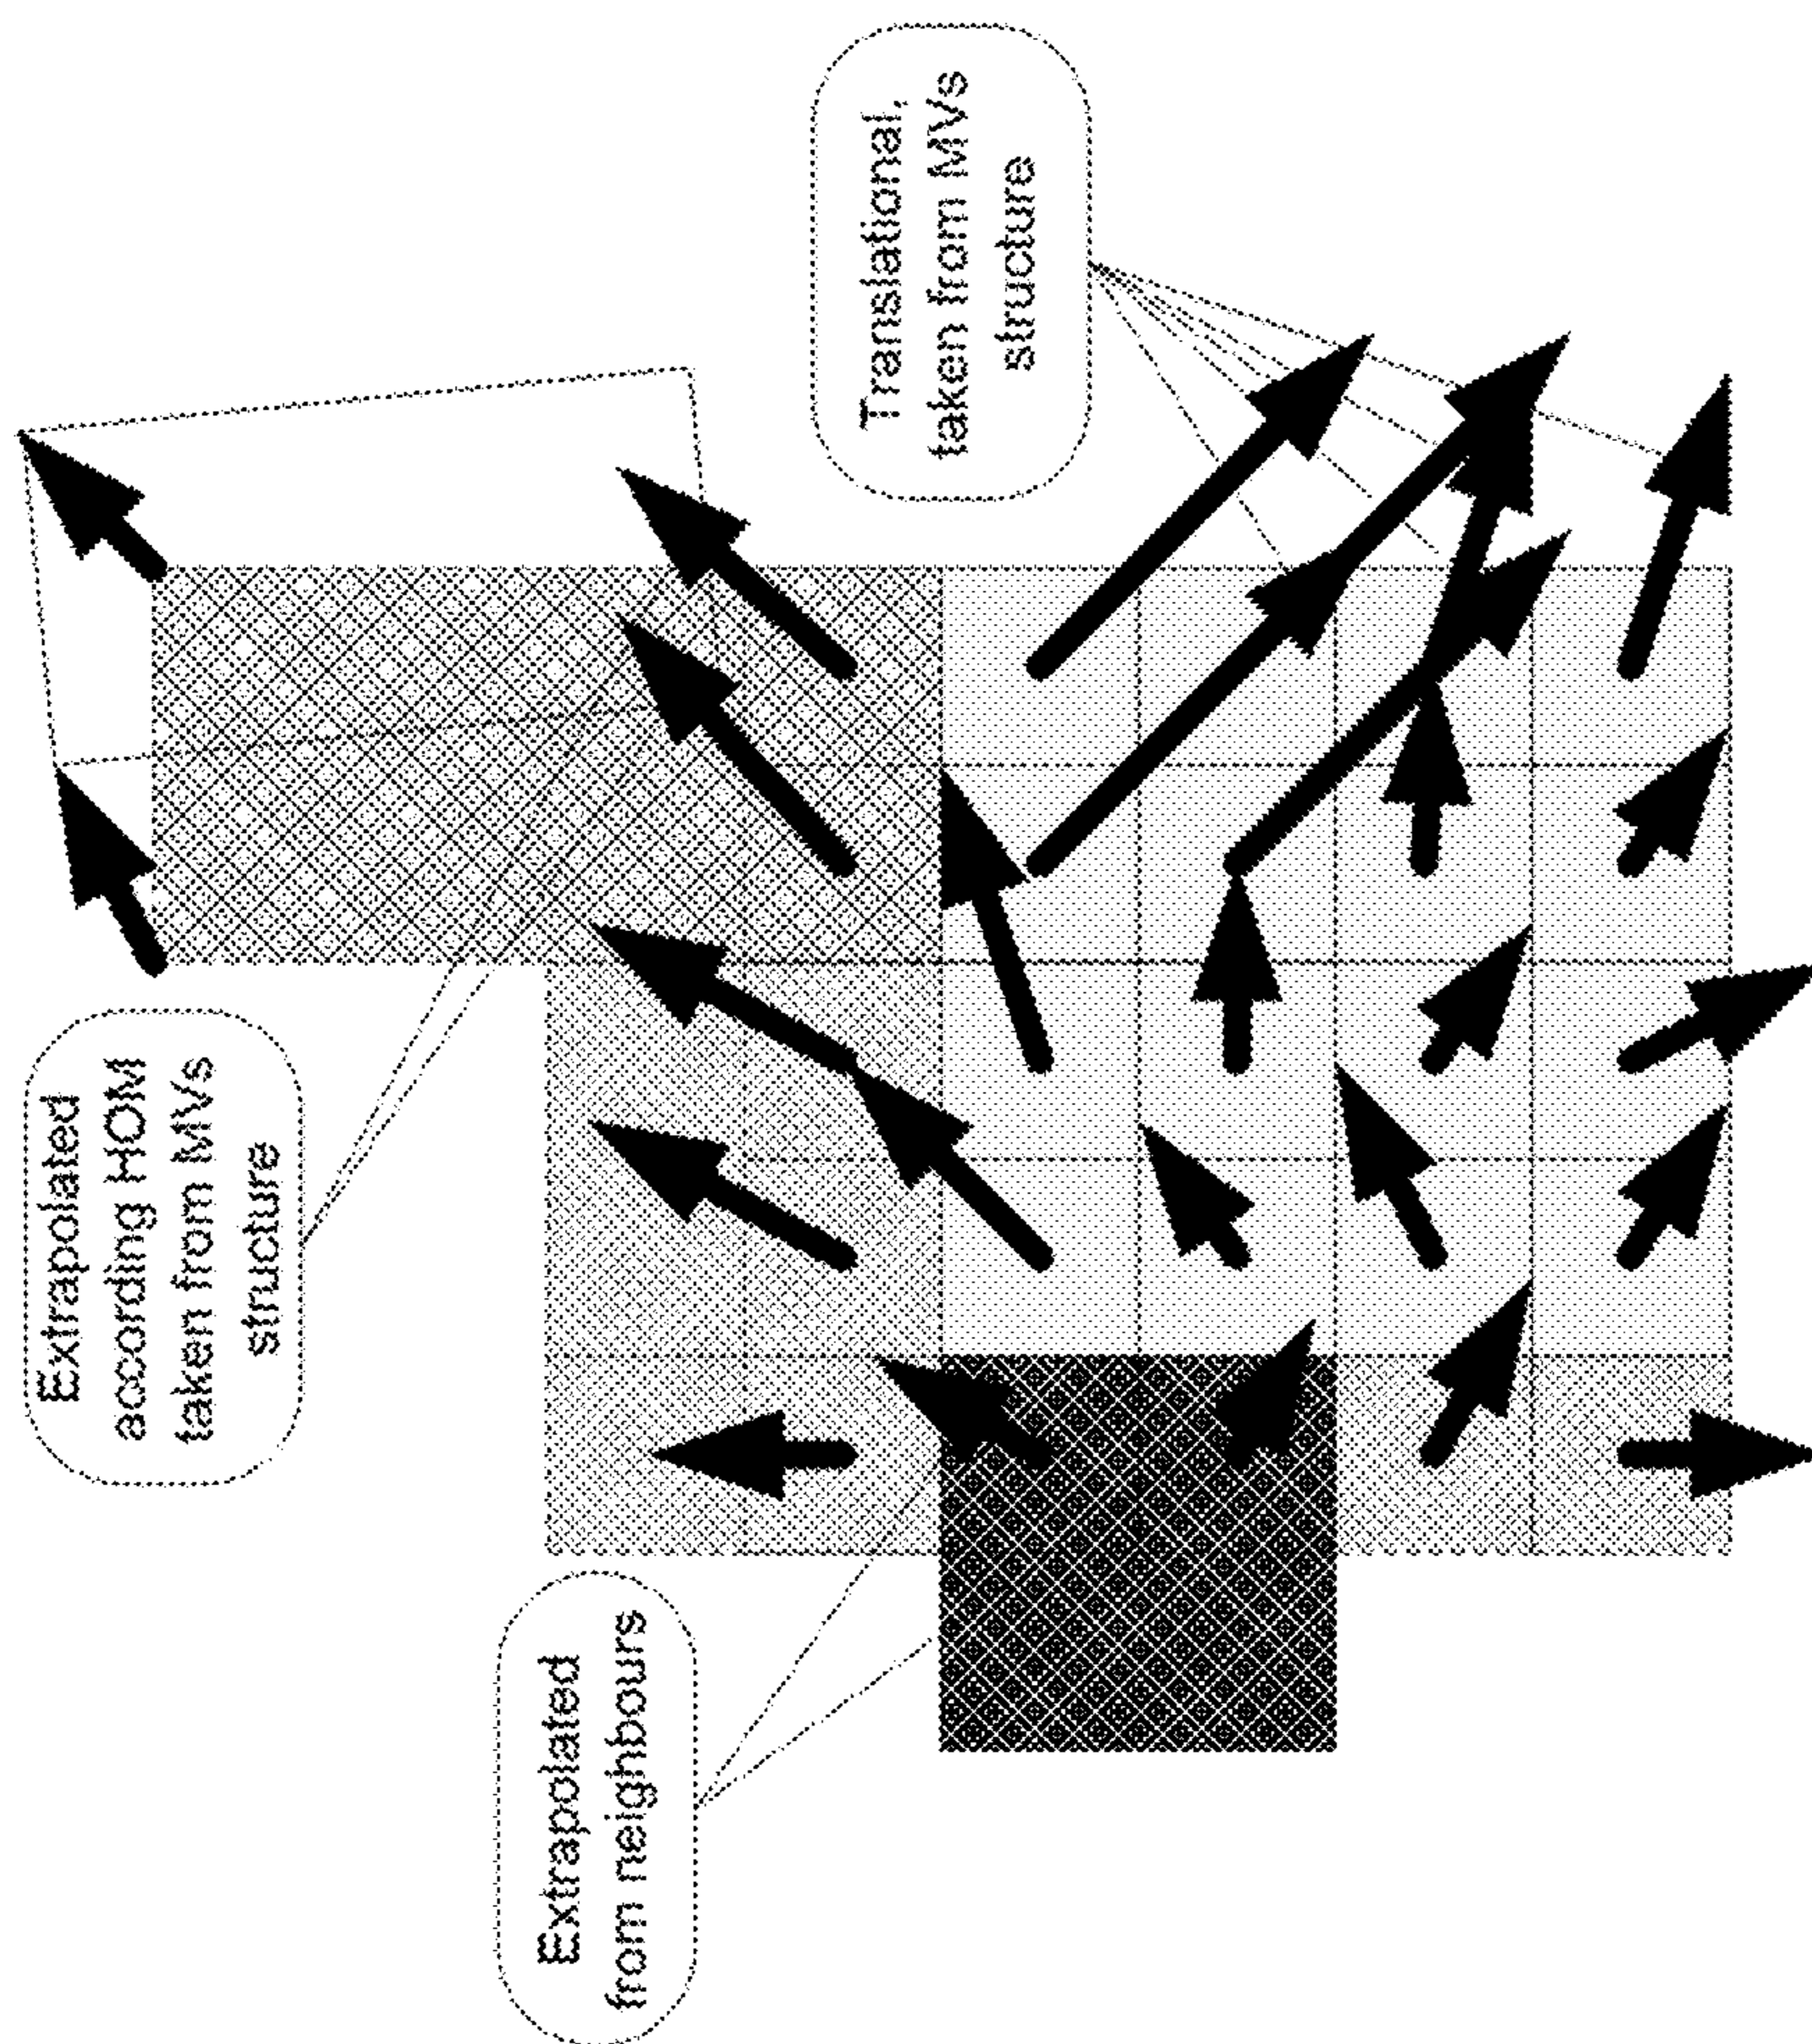 Extrapolated
according HOM
taken from MVs
structure
Extrapolated
from neighbours
Translational,
taken from MVs
structure